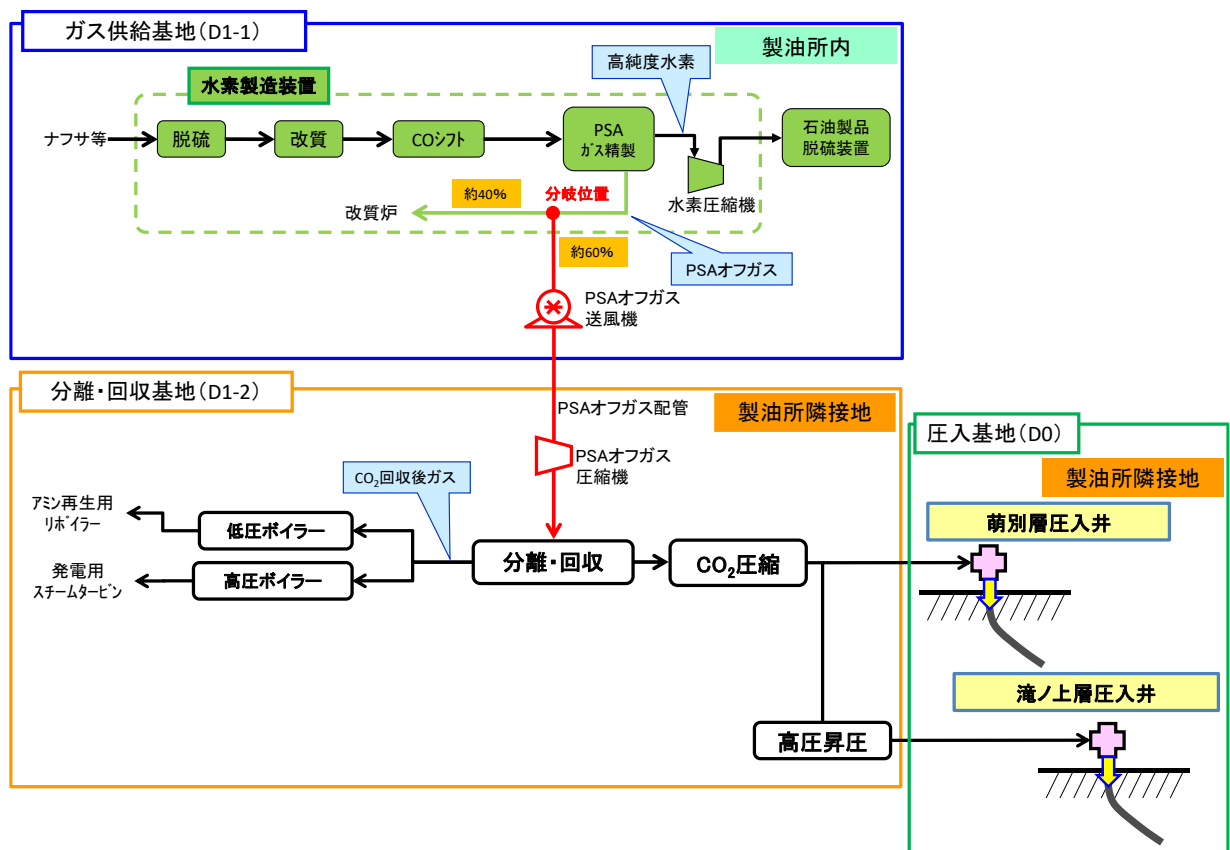 ガス供給基地（D1-1）
製油所内
高純度水素
水素製造装置
ナフサ等
脱硫
改質
COシフト
PSA
ガス精製
石油製品
脱硫装置
約40%
分岐位置
水素圧縮機
改質炉
約60%
PSAオフガス
PSAオフガス
送風機
分離・回収基地（D1-2）
製油所隣接地
PSAオフガス配管
圧入基地（D0）
PSAオフガス
圧縮機
製油所隣接地
CO₂回収後ガス
アミン再生用
リボイラー
低圧ボイラー
萌別層圧入井
分離・回収
CO₂圧縮
発電用
スチームタービン
高圧ボイラー
滝ノ上層圧入井
高圧昇圧